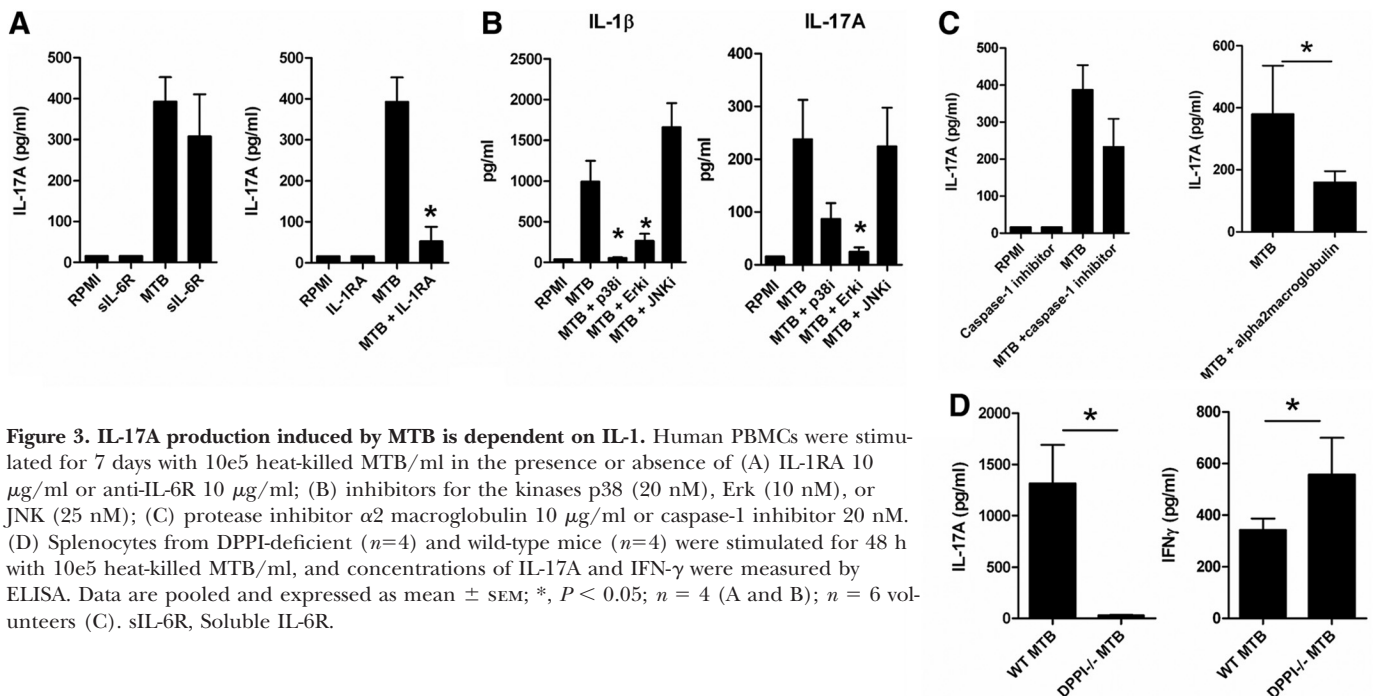 A
IL-17A (pg/ml)
500
400
300
200
100
0
RPMI
sIL-6R
MTB
sIL-6R
IL-17A (pg/ml)
500
400
300
200
100
0
RPMI
IL-1RA
MTB
MTB + IL-1RA
*
B
IL-1β
pg/ml
2500
2000
1500
1000
500
0
RPMI
MTB
MTB + p38i
MTB + Erki
MTB + JNKi
*
*
IL-17A
pg/ml
400
300
200
100
0
RPMI
MTB
MTB + p38i
MTB + Erki
MTB + JNKi
*
C
IL-17A (pg/ml)
500
400
300
200
100
0
RPMI
Caspase-1 inhibitor
MTB
MTB +caspase-1 inhibitor
IL-17A (pg/ml)
600
400
200
0
*
MTB
MTB + alpha2macroglobulin
Figure 3. IL-17A production induced by MTB is dependent on IL-1. Human PBMCs were stimu-
lated for 7 days with 10e5 heat-killed MTB/ml in the presence or absence of (A) IL-1RA 10
μg/ml or anti-IL-6R 10 μg/ml; (B) inhibitors for the kinases p38 (20 nM), Erk (10 nM), or
JNK (25 nM); (C) protease inhibitor α2 macroglobulin 10 μg/ml or caspase-1 inhibitor 20 nM.
(D) Splenocytes from DPPI-deficient (n=4) and wild-type mice (n=4) were stimulated for 48 h
with 10e5 heat-killed MTB/ml, and concentrations of IL-17A and IFN-γ were measured by
ELISA. Data are pooled and expressed as mean ± SEM; *, P < 0.05; n = 4 (A and B); n = 6 vol-
unteers (C). sIL-6R, Soluble IL-6R.
D
IL-17A (pg/ml)
2000
1500
1000
500
0
*
WT MTB
DPPI-/- MTB
IFNγ (pg/ml)
800
600
400
200
0
*
WT MTB
DPPI-/- MTB